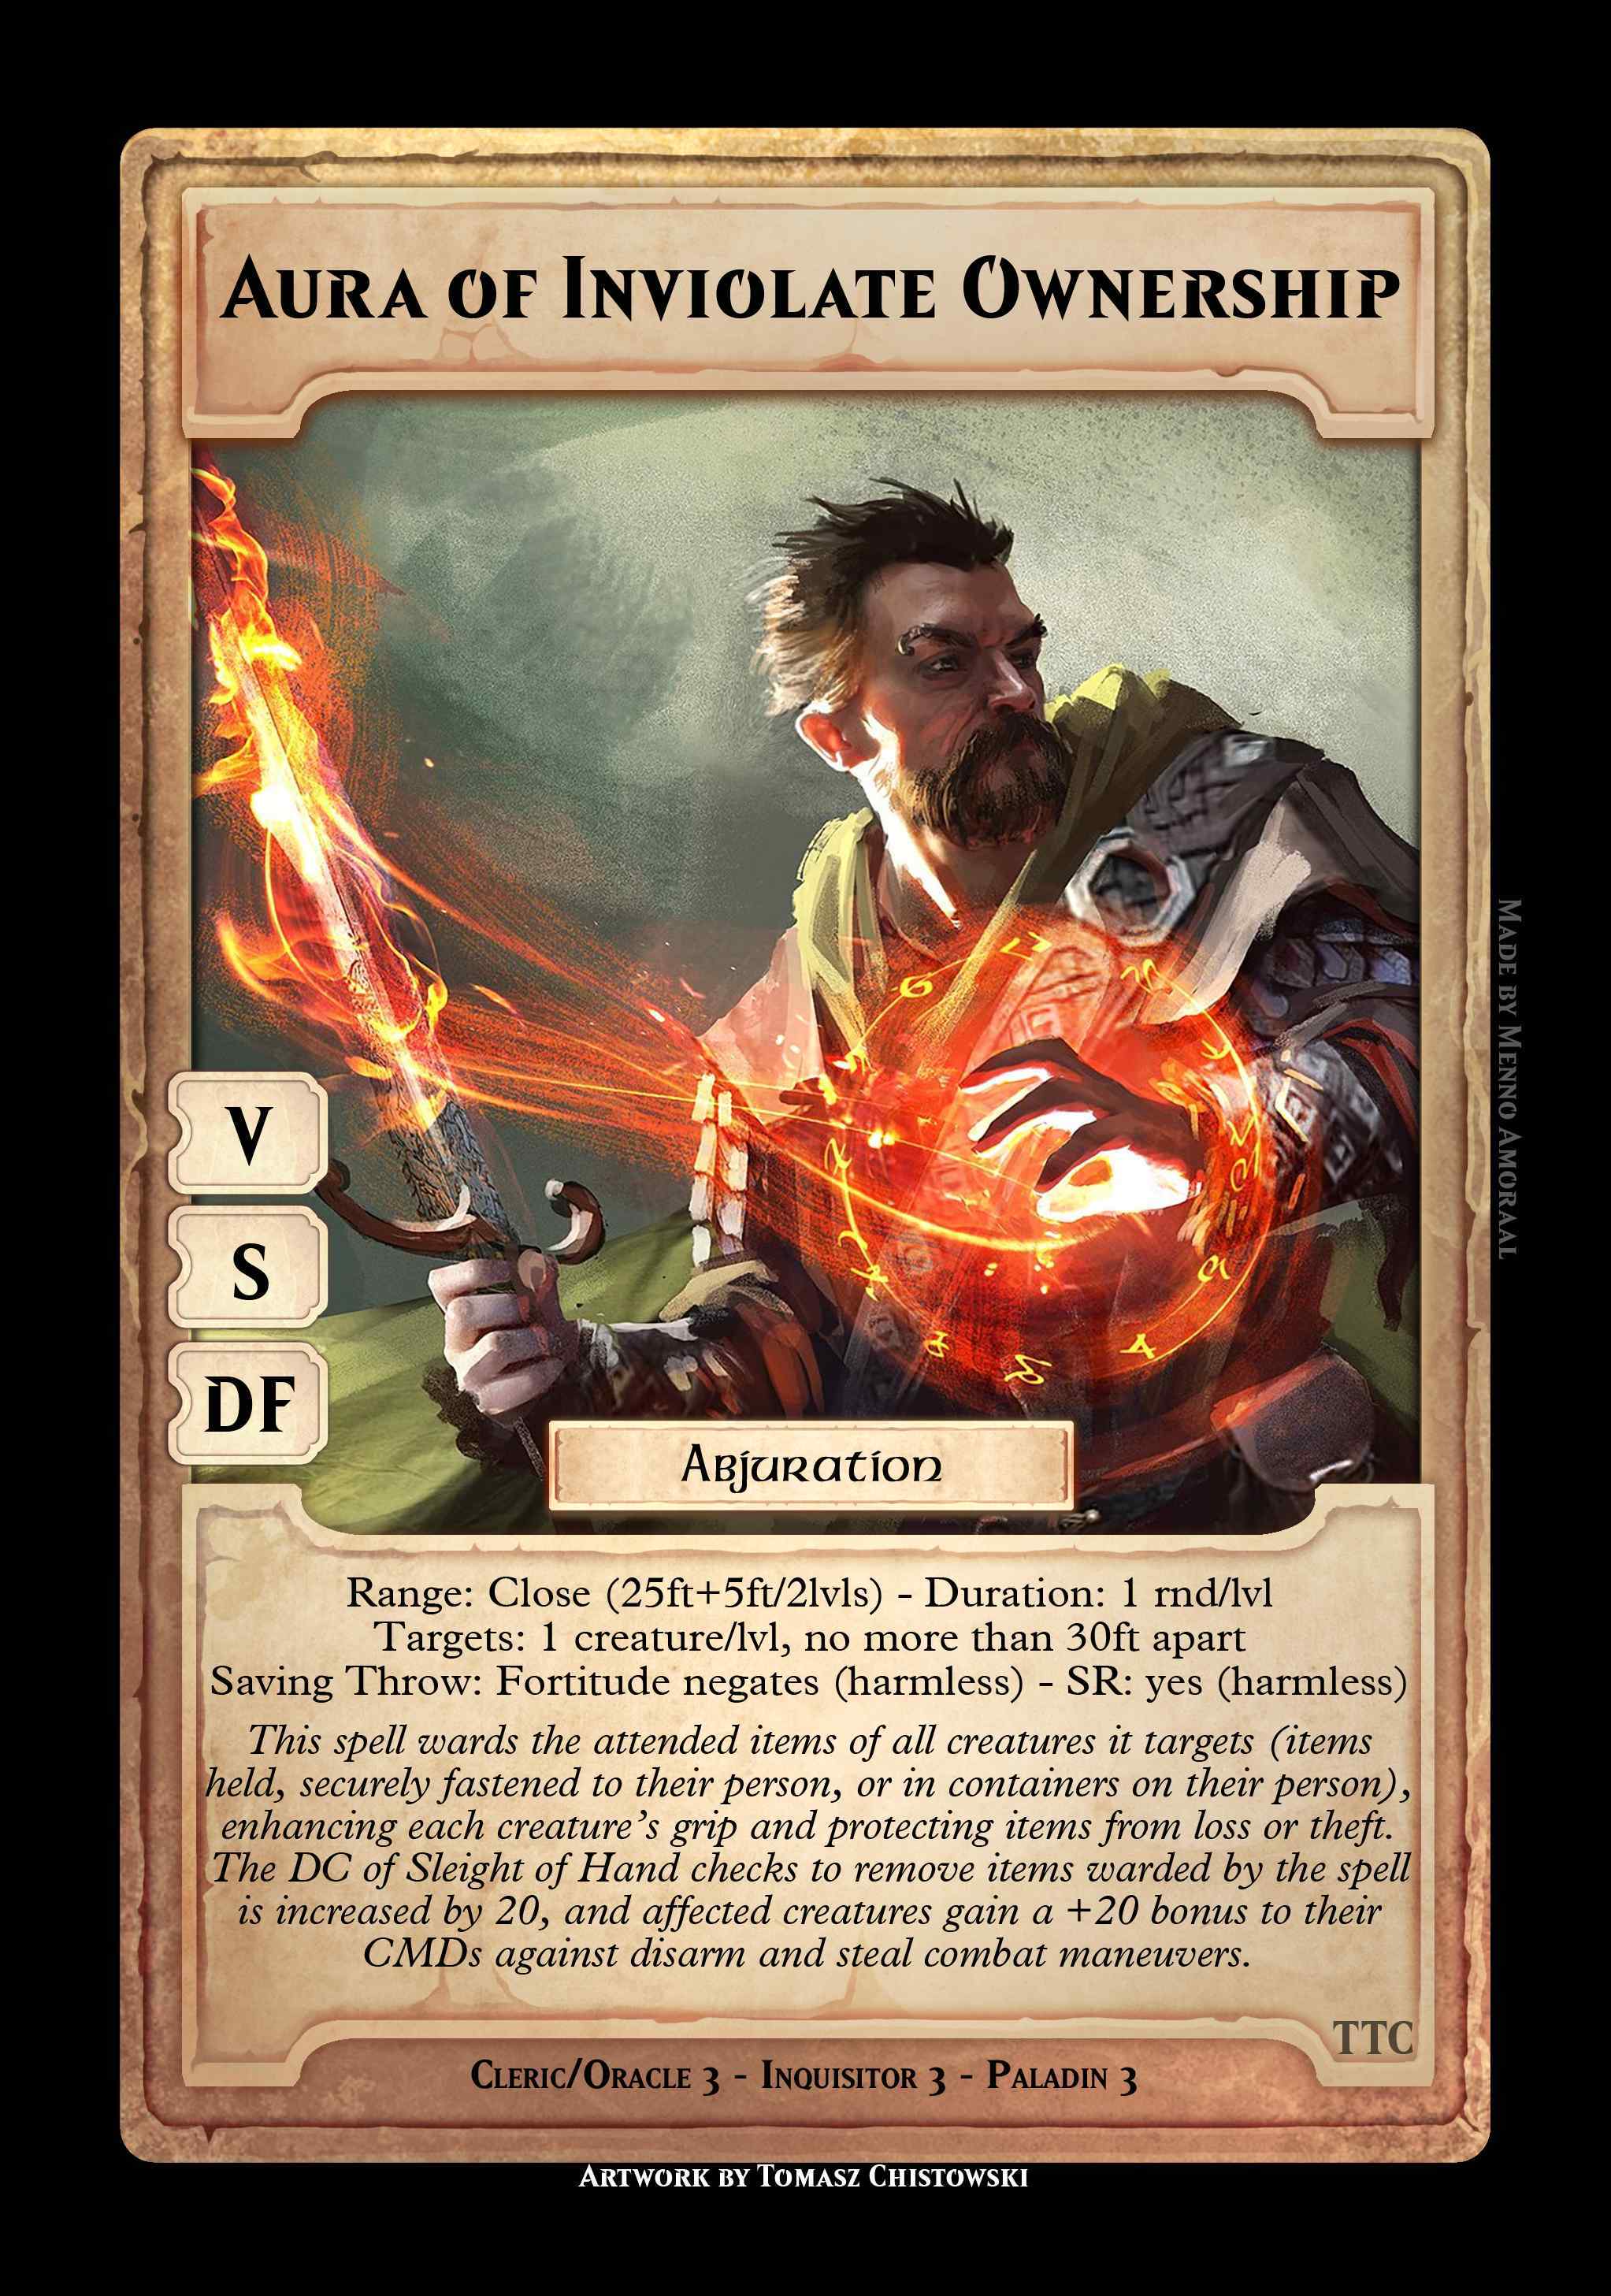 Aura of Inviolate Ownership
V
S
DF
Abjuration
Range: Close (25ft+5ft/2lvls) - Duration: 1 rnd/lvl
Targets: 1 creature/lvl, no more than 30ft apart
Saving Throw: Fortitude negates (harmless) - SR: yes (harmless)
This spell wards the attended items of all creatures it targets (items
held, securely fastened to their person, or in containers on their person),
enhancing each creature's grip and protecting items from loss or theft.
The DC of Sleight of Hand checks to remove items warded by the spell
is increased by 20, and affected creatures gain a +20 bonus to their
CMDs against disarm and steal combat maneuvers.
TTC
Cleric/Oracle 3 - Inquisitor 3 - Paladin 3
Artwork by Tomasz Chistowski
Made by Menno Amoraal